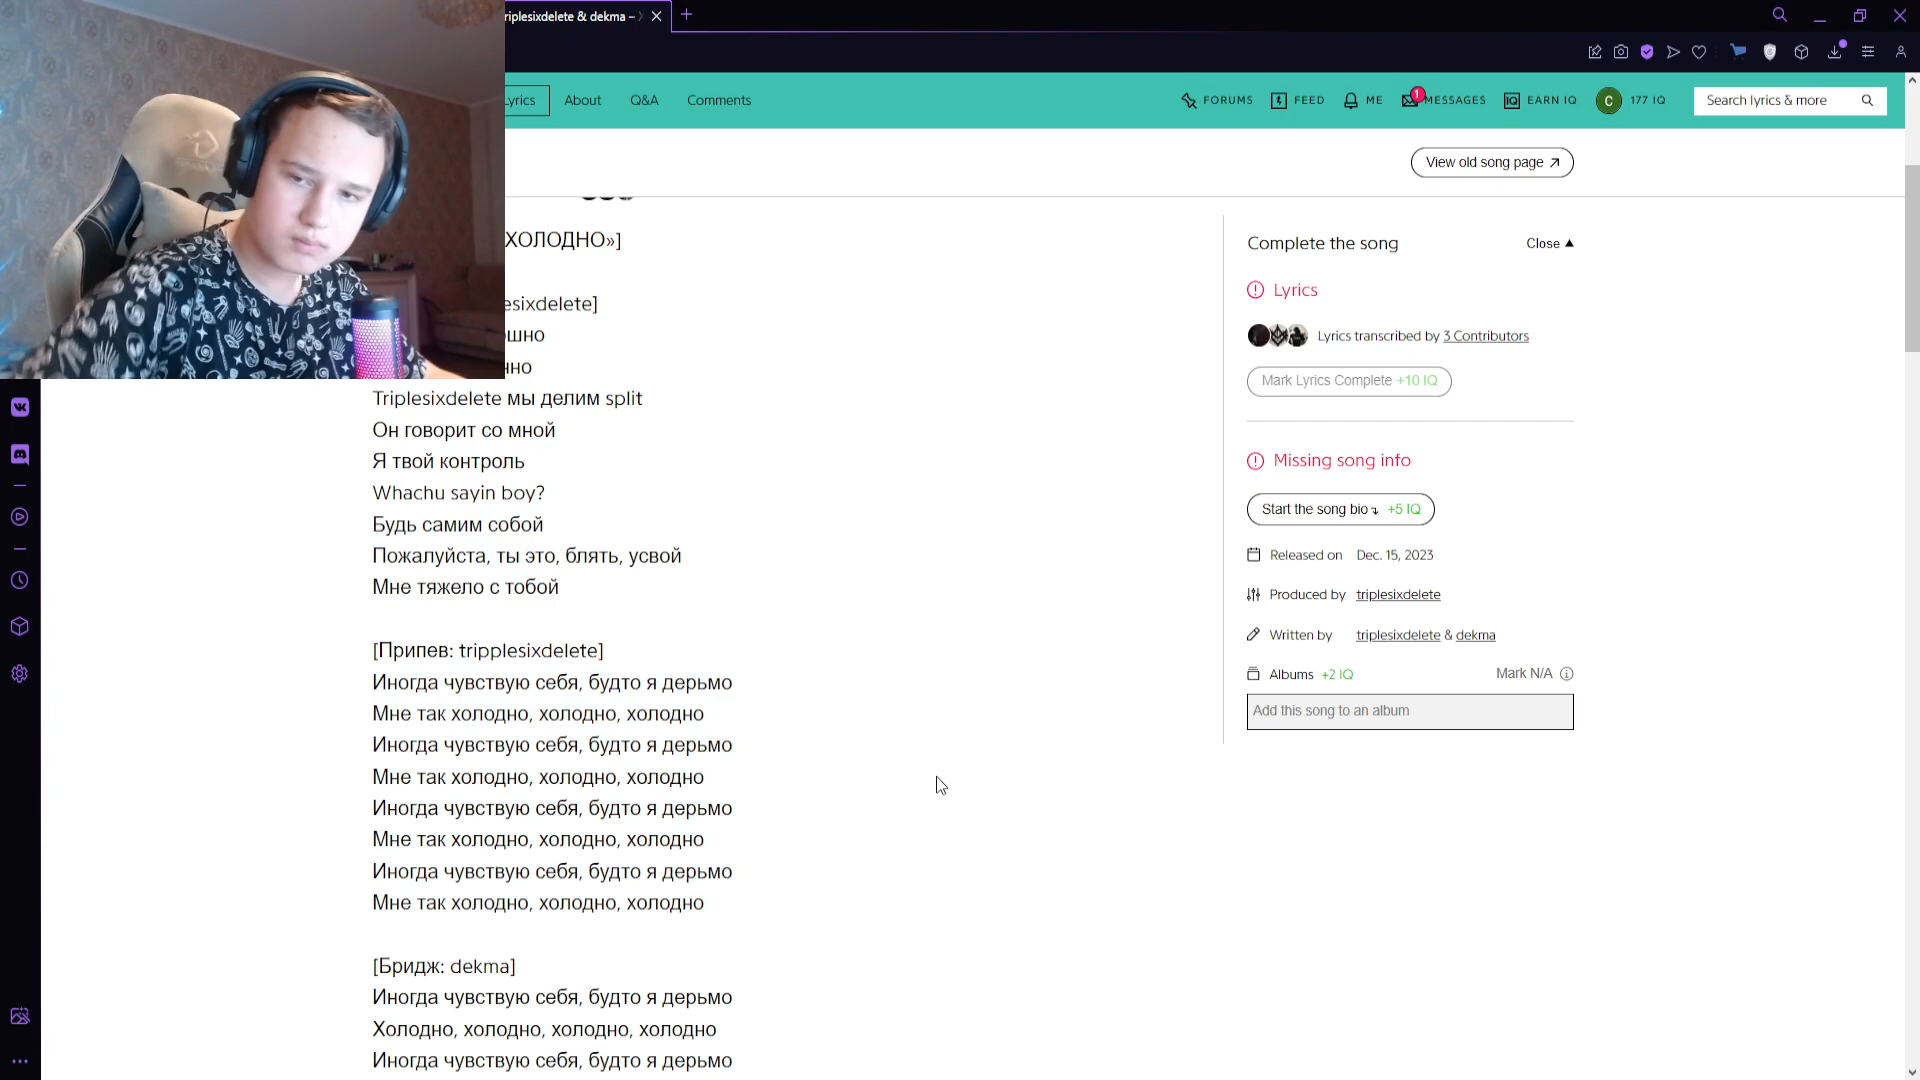 riplesixdelete & dekma –
Lyrics
About
Q&A
Comments
FORUMS
FEED
ME
1
MESSAGES
EARN IQ
C
177 IQ
Search lyrics & more
View old song page
ХОЛОДНО»]
esixdelete]
ошно
нно
Triplesixdelete мы делим split
Он говорит со мной
Я твой контроль
Whachu sayin boy?
Будь самим собой
Пожалуйста, ты это, блять, усвой
Мне тяжело с тобой
[Припев: tripplesixdelete]
Иногда чувствую себя, будто я дерьмо
Мне так холодно, холодно, холодно
Иногда чувствую себя, будто я дерьмо
Мне так холодно, холодно, холодно
Иногда чувствую себя, будто я дерьмо
Мне так холодно, холодно, холодно
Иногда чувствую себя, будто я дерьмо
Мне так холодно, холодно, холодно
[Бридж: dekma]
Иногда чувствую себя, будто я дерьмо
Холодно, холодно, холодно, холодно
Иногда чувствую себя, будто я дерьмо
Complete the song
Close
Lyrics
Lyrics transcribed by 3 Contributors
Mark Lyrics Complete +10 IQ
Missing song info
Start the song bio +5 IQ
Released on Dec. 15, 2023
Produced by triplesixdelete
Written by triplesixdelete & dekma
Albums +2 IQ Mark N/A
Add this song to an album